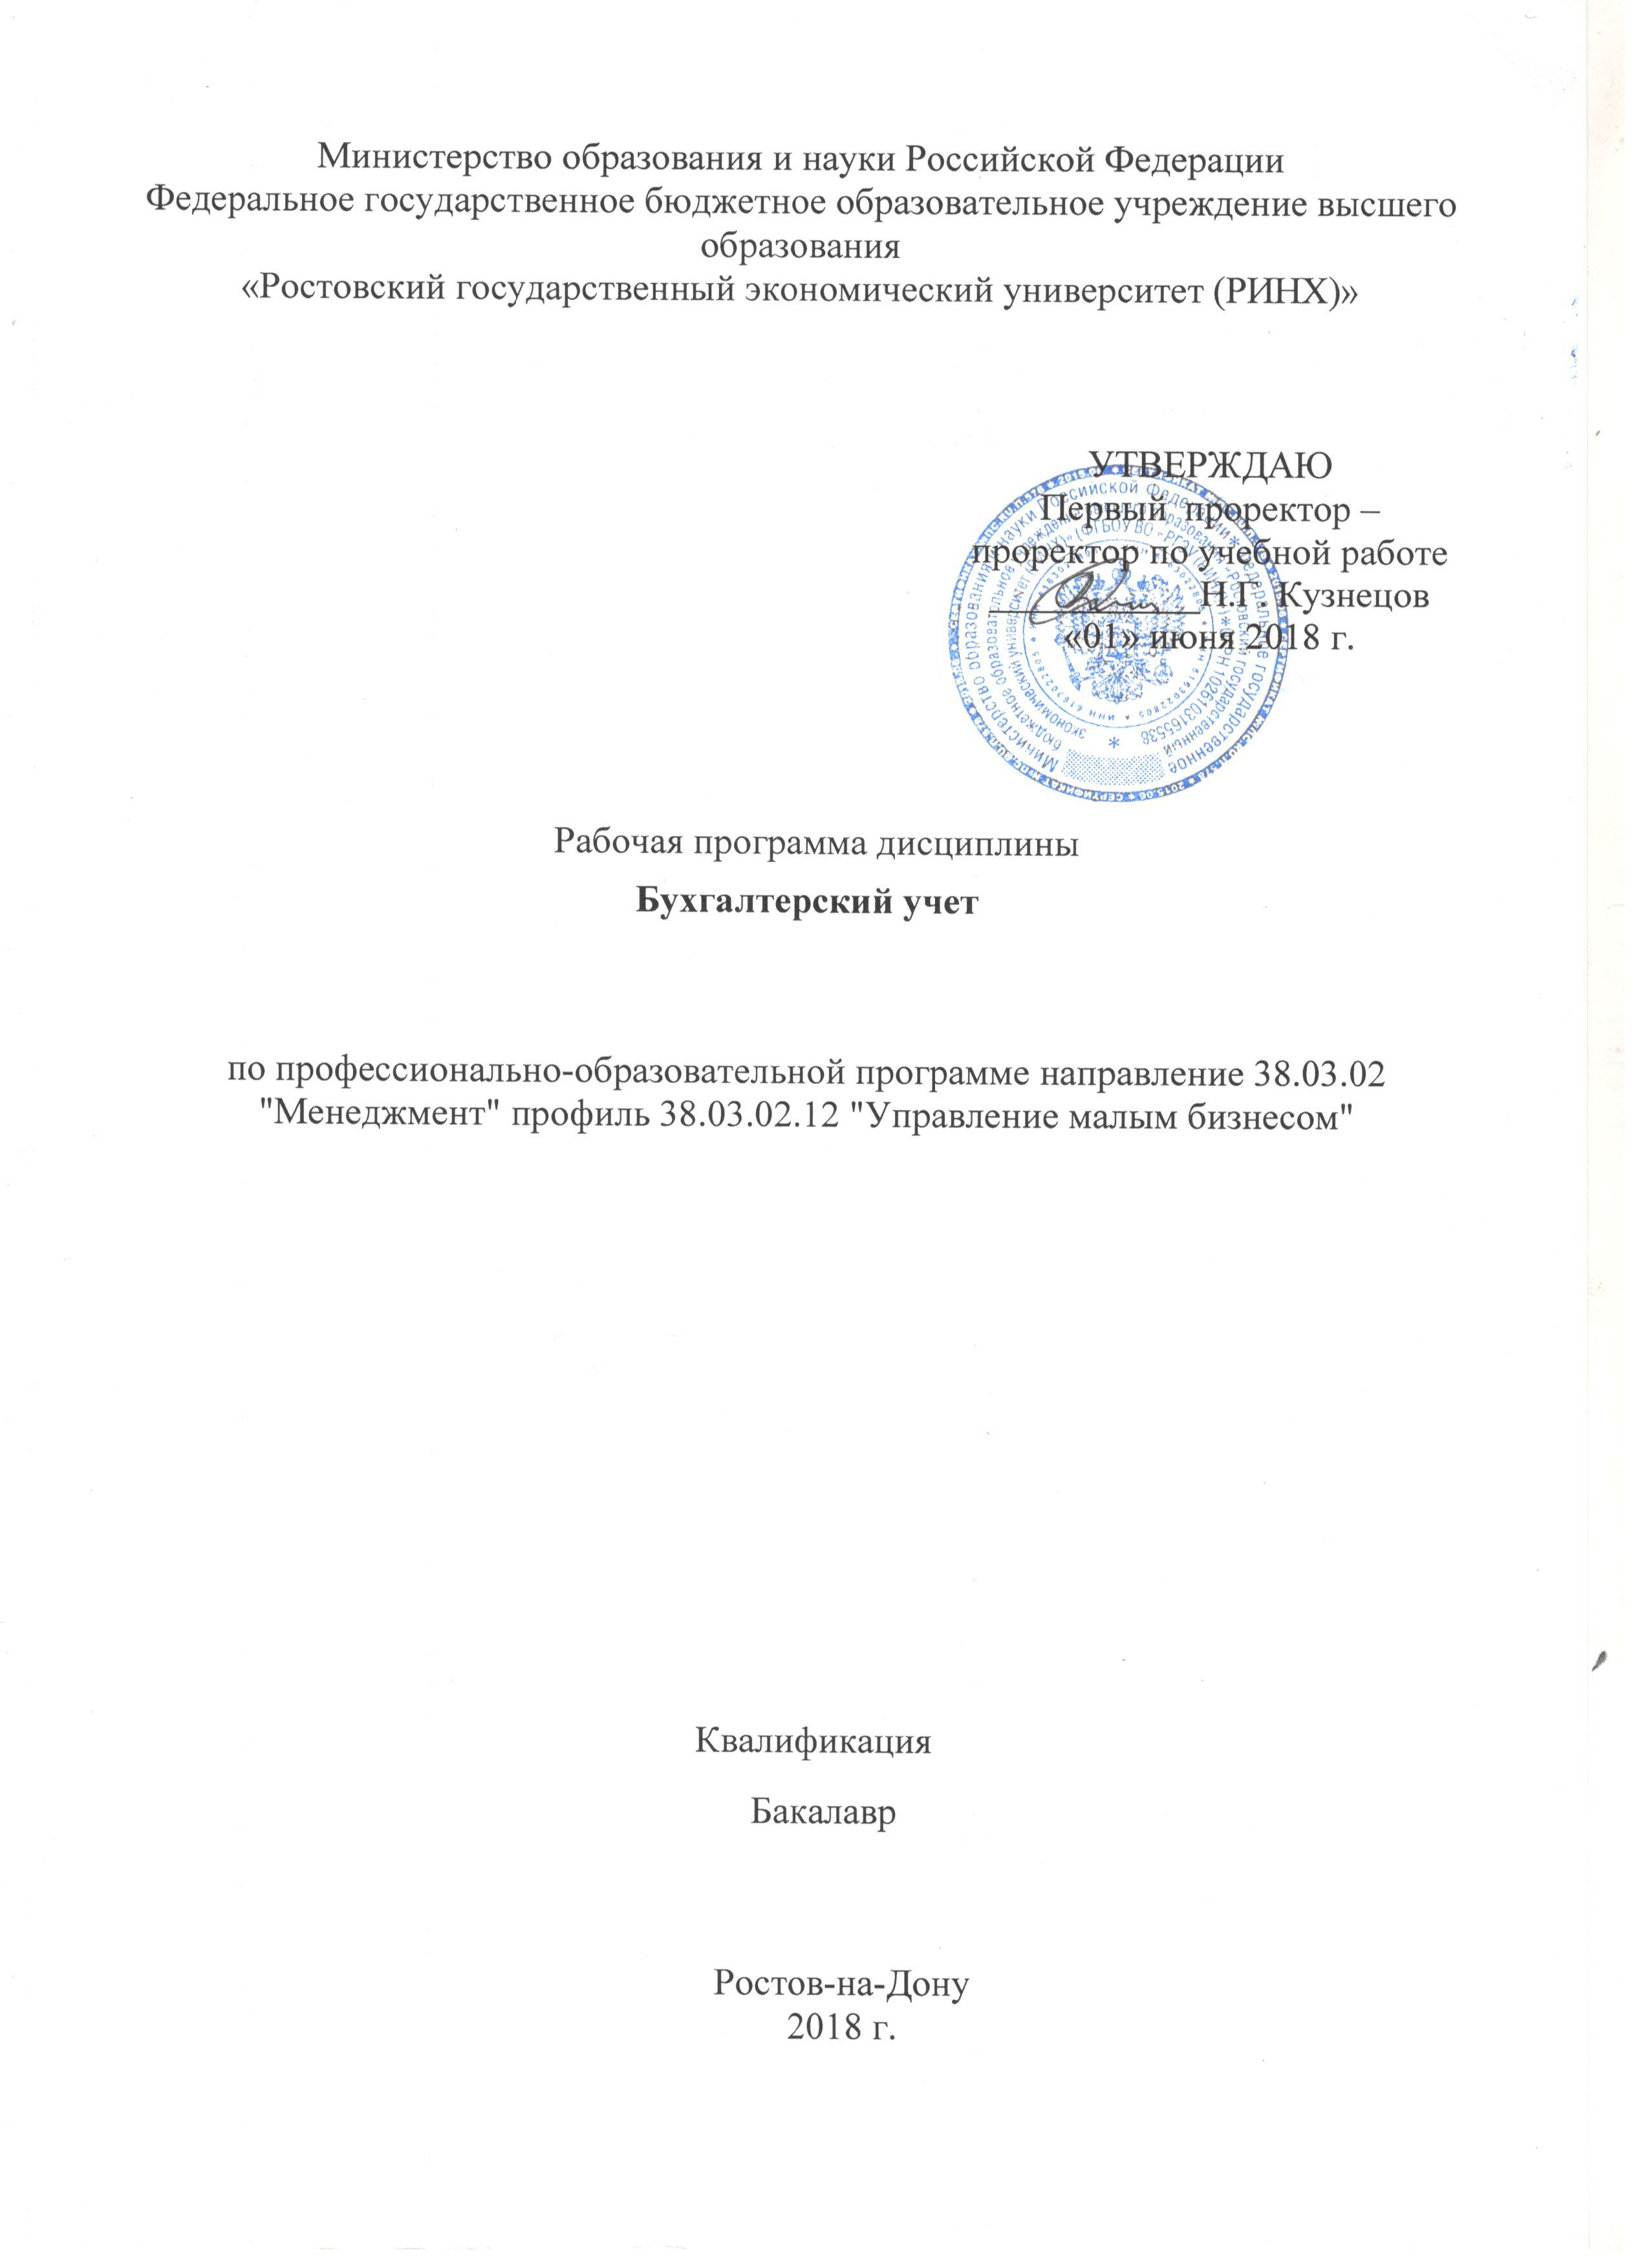 Министерство образования и науки Российской Федерации
Федеральное государственное бюджетное образовательное учреждение высшего
образования
«Ростовский государственный экономический университет (РИНХ)»
УТВЕРЖДАЮ
Первый проректор –
проректор по учебной работе
Н.Г. Кузнецов
«01» июня 2018 г.
Рабочая программа дисциплины
Бухгалтерский учет
по профессионально-образовательной программе направление 38.03.02
"Менеджмент" профиль 38.03.02.12 "Управление малым бизнесом"
Квалификация
Бакалавр
Ростов-на-Дону
2018 г.